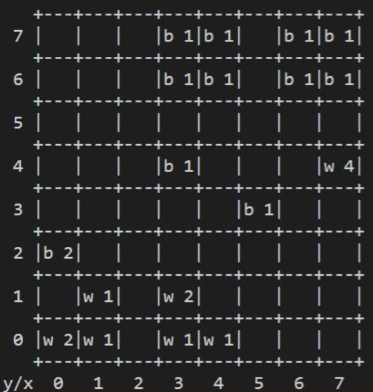 +---+---+---+---+---+---+---+---+
7 |   |   |   |b 1|b 1|   |b 1|b 1|
+---+---+---+---+---+---+---+---+
6 |   |   |   |b 1|b 1|   |b 1|b 1|
+---+---+---+---+---+---+---+---+
5 |   |   |   |   |   |   |   |   |
+---+---+---+---+---+---+---+---+
4 |   |   |   |b 1|   |   |   |w 4|
+---+---+---+---+---+---+---+---+
3 |   |   |   |   |   |b 1|   |   |
+---+---+---+---+---+---+---+---+
2 |b 2|   |   |   |   |   |   |   |
+---+---+---+---+---+---+---+---+
1 |   |w 1|   |w 2|   |   |   |   |
+---+---+---+---+---+---+---+---+
0 |w 2|w 1|   |w 1|w 1|   |   |   |
+---+---+---+---+---+---+---+---+
y/x 0 1 2 3 4 5 6 7